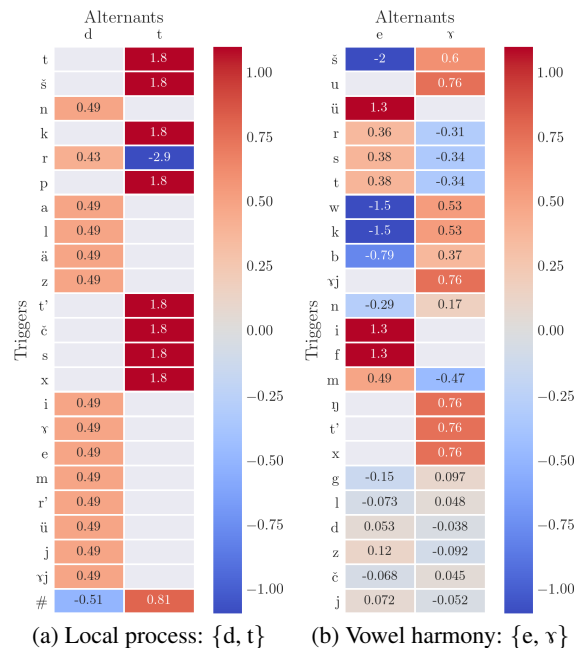 Alternants
d t
t 1.8
š 1.8
n 0.49
k 1.8
r 0.43 -2.9
p 1.8
a 0.49
l 0.49
ä 0.49
z 0.49
t' 1.8
č 1.8
s 1.8
x 1.8
i 0.49
ɤ 0.49
e 0.49
m 0.49
r' 0.49
ü 0.49
j 0.49
ɤj 0.49
# -0.51 0.81
Triggers
1.00
0.75
0.50
0.25
0.00
−0.25
−0.50
−0.75
−1.00
(a) Local process: {d, t}
Alternants
e ɤ
š -2 0.6
u 0.76
ü 1.3
r 0.36 -0.31
s 0.38 -0.34
t 0.38 -0.34
w -1.5 0.53
k -1.5 0.53
b -0.79 0.37
ɤj 0.76
n -0.29 0.17
i 1.3
f 1.3
m 0.49 -0.47
ŋ 0.76
t' 0.76
x 0.76
g -0.15 0.097
l -0.073 0.048
d 0.053 -0.038
z 0.12 -0.092
č -0.068 0.045
j 0.072 -0.052
Triggers
1.00
0.75
0.50
0.25
0.00
−0.25
−0.50
−0.75
−1.00
(b) Vowel harmony: {e, ɤ}